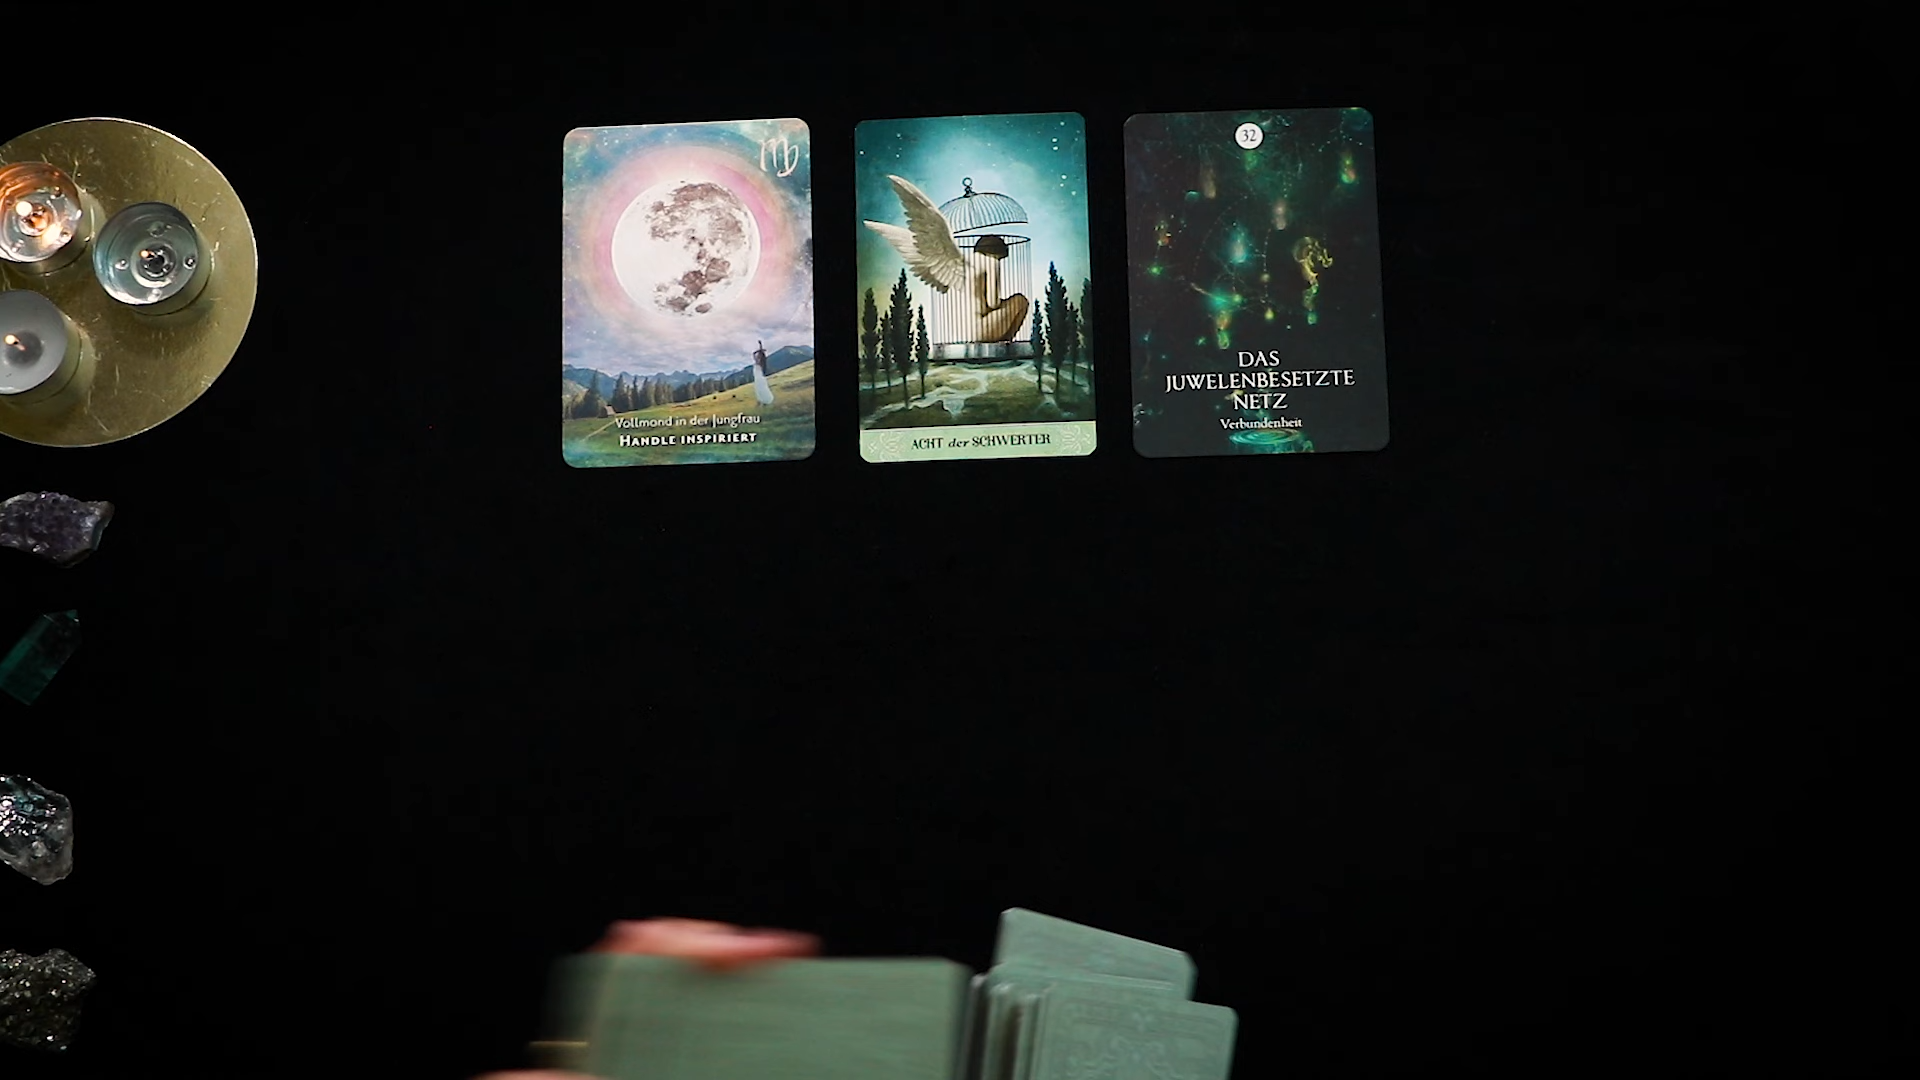 Vollmond in der Jungfrau
HANDLE INSPIRIERT
ACHT der SCHWERTER
32
DAS
JUWELENBESETZTE
NETZ
Verbundenheit